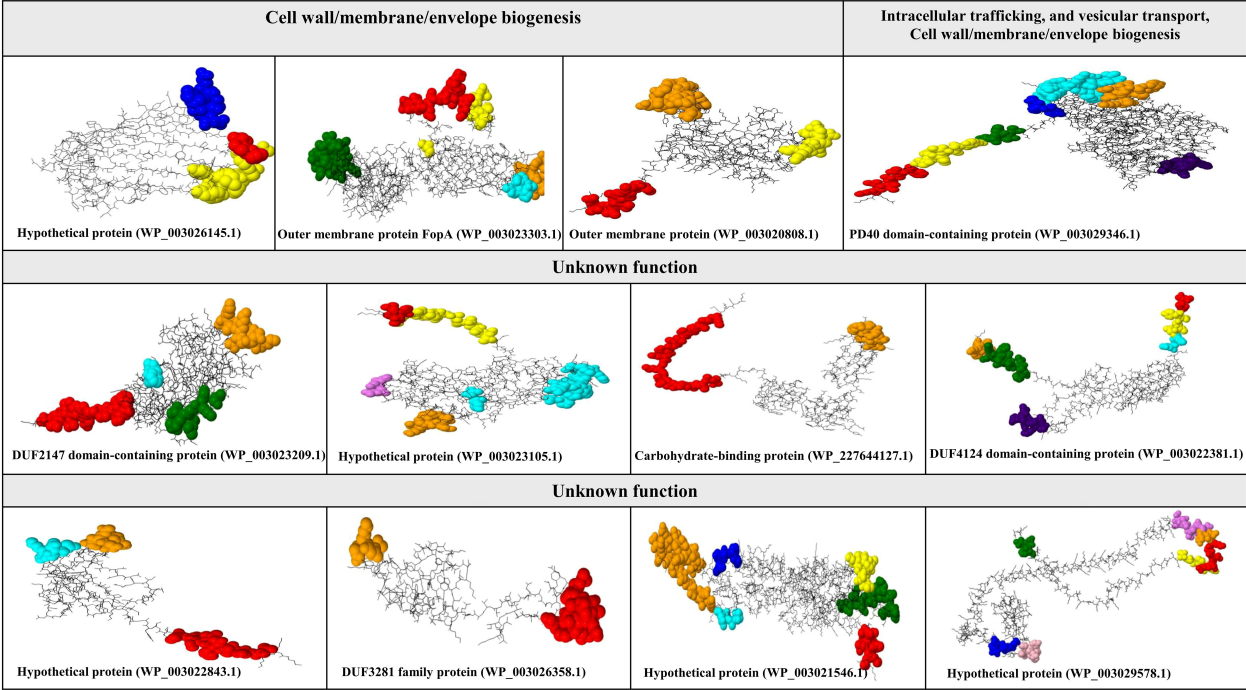 Cell wall/membrane/envelope biogenesis
Intracellular trafficking, and vesicular transport,
Cell wall/membrane/envelope biogenesis
Hypothetical protein (WP_003026145.1)
Outer membrane protein FopA (WP_003023303.1)
Outer membrane protein (WP_003020808.1)
PD40 domain-containing protein (WP_003029346.1)
Unknown function
DUF2147 domain-containing protein (WP_003023209.1)
Hypothetical protein (WP_003023105.1)
Carbohydrate-binding protein (WP_227644127.1)
DUF4124 domain-containing protein (WP_003022381.1)
Unknown function
Hypothetical protein (WP_003022843.1)
DUF3281 family protein (WP_003026358.1)
Hypothetical protein (WP_003021546.1)
Hypothetical protein (WP_003029578.1)